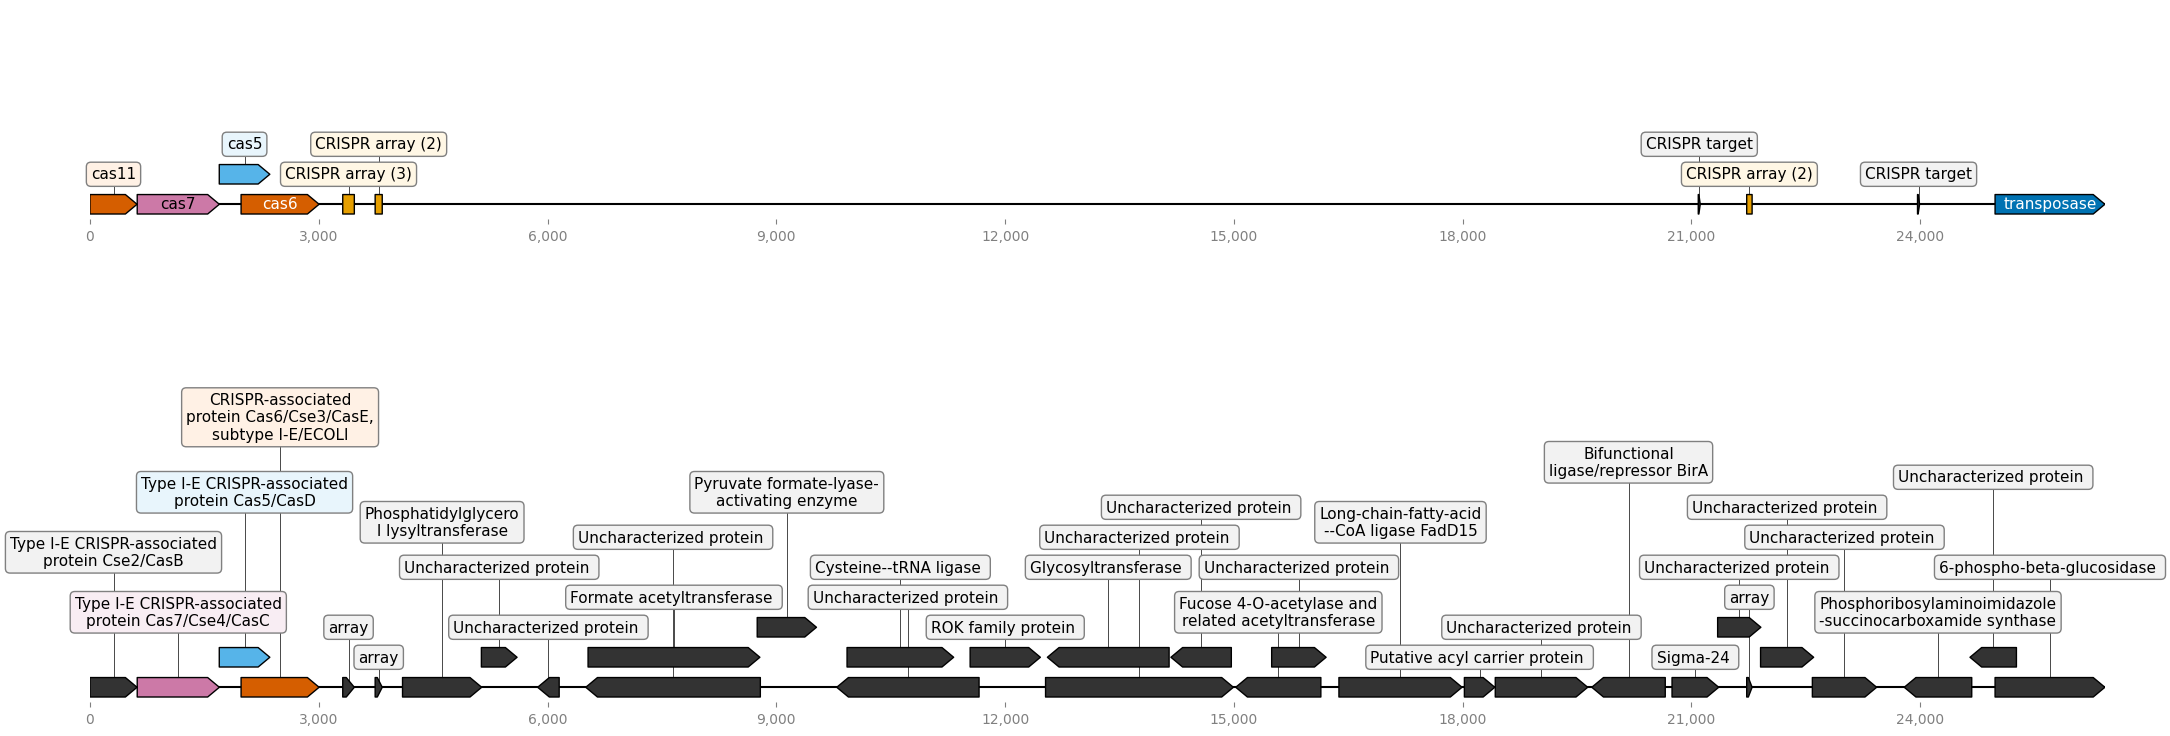 cas5
CRISPR array (2)
CRISPR target
cas11
CRISPR array (3)
CRISPR array (2)
CRISPR target
cas7
cas6
transposase
0
3,000
6,000
9,000
12,000
15,000
18,000
21,000
24,000
CRISPR-associated
protein Cas6/Cse3/CasE,
subtype I-E/ECOLI
Bifunctional
ligase/repressor BirA
Type I-E CRISPR-associated
protein Cas5/CasD
Pyruvate formate-lyase-
activating enzyme
Uncharacterized protein
Phosphatidylglycero
l lysyltransferase
Uncharacterized protein
Long-chain-fatty-acid
--CoA ligase FadD15
Uncharacterized protein
Type I-E CRISPR-associated
protein Cse2/CasB
Uncharacterized protein
Uncharacterized protein
Uncharacterized protein
Uncharacterized protein
Cysteine--tRNA ligase
Glycosyltransferase
Uncharacterized protein
Uncharacterized protein
6-phospho-beta-glucosidase
Type I-E CRISPR-associated
protein Cas7/Cse4/CasC
Formate acetyltransferase
Uncharacterized protein
Fucose 4-O-acetylase and
related acetyltransferase
array
Phosphoribosylaminoimidazole
-succinocarboxamide synthase
array
Uncharacterized protein
ROK family protein
Uncharacterized protein
array
Putative acyl carrier protein
Sigma-24
0
3,000
6,000
9,000
12,000
15,000
18,000
21,000
24,000